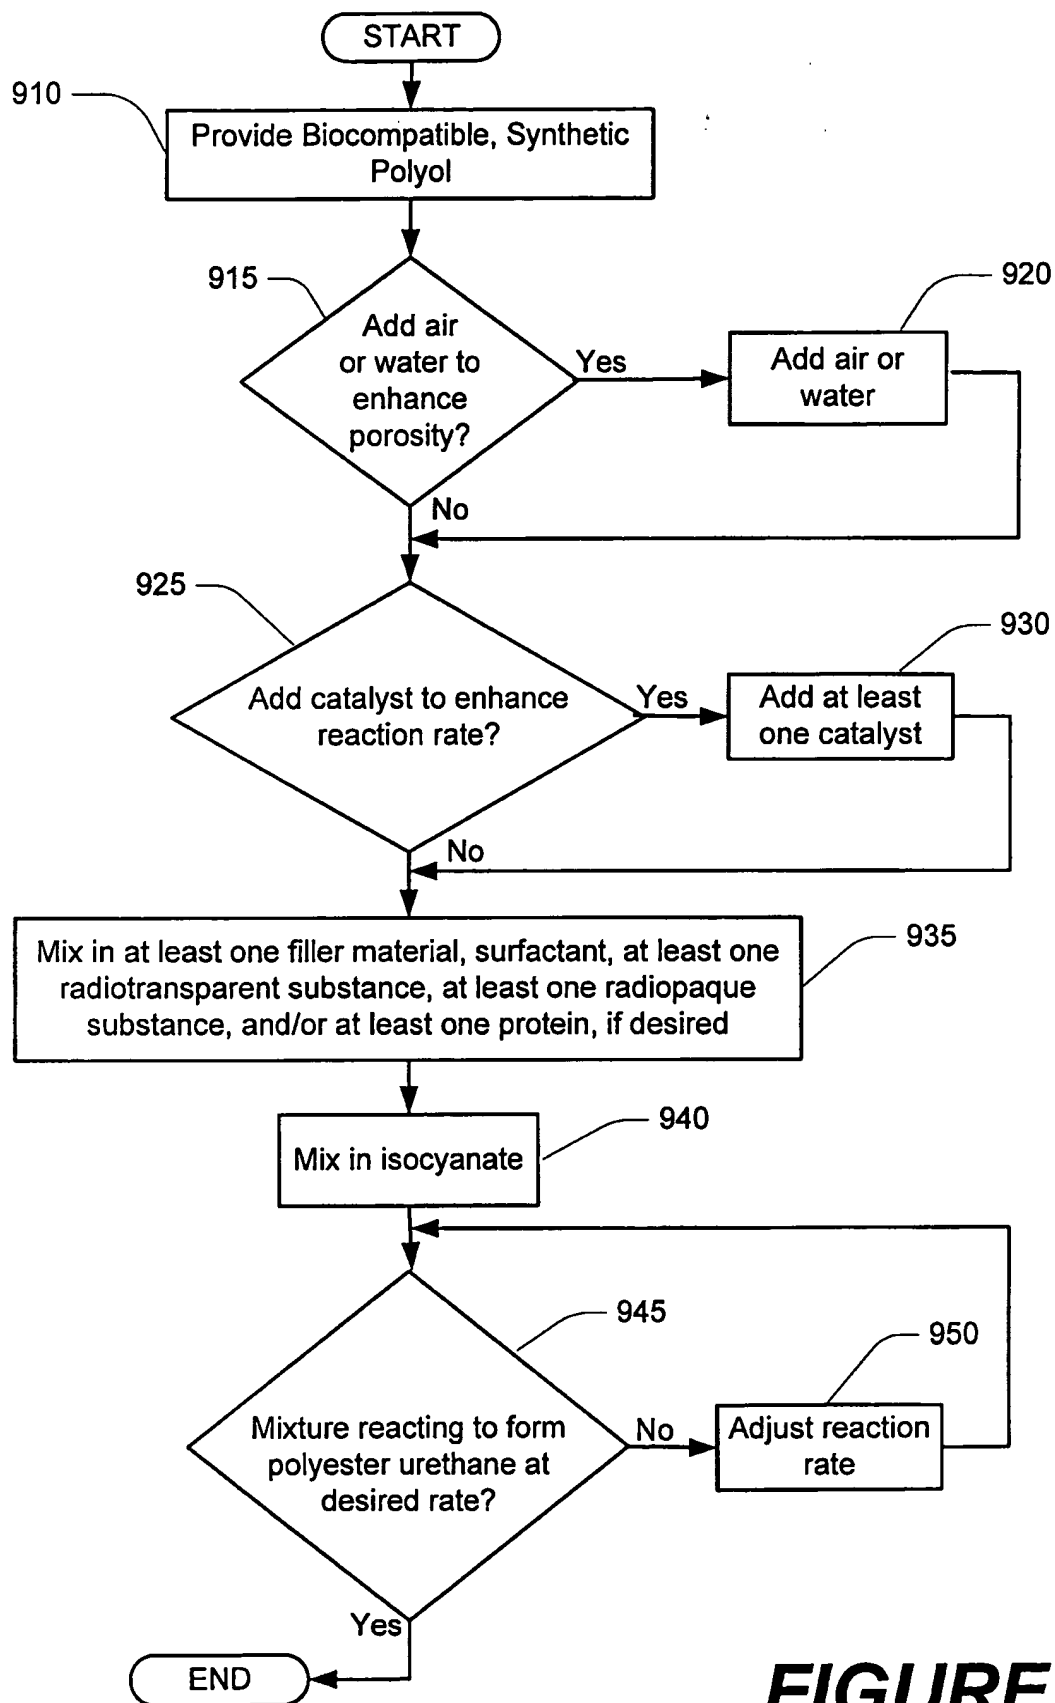 START
910
Provide Biocompatible, Synthetic
Polyol
915
920
Add air
or water to
enhance
porosity?
Yes
Add air or
water
No
925
930
Add catalyst to enhance
reaction rate?
Yes
Add at least
one catalyst
No
935
Mix in at least one filler material, surfactant, at least one
radiotransparent substance, at least one radiopaque
substance, and/or at least one protein, if desired
940
Mix in isocyanate
945
950
Mixture reacting to form
polyester urethane at
desired rate?
No
Adjust reaction
rate
Yes
END
FIGURE